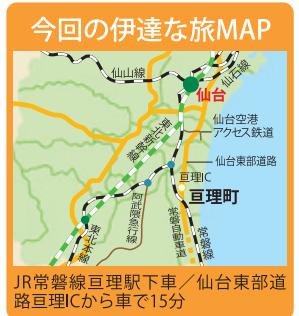 今回の伊達な旅MAP
仙山線
仙石線
仙台
東北新幹線
仙台空港
アクセス鉄道
仙台東部道路
亘理IC
亘理町
阿武隈急行線
東北本線
常磐自動車道
常磐線
JR常磐線亘理駅下車／仙台東部道
路亘理ICから車で15分